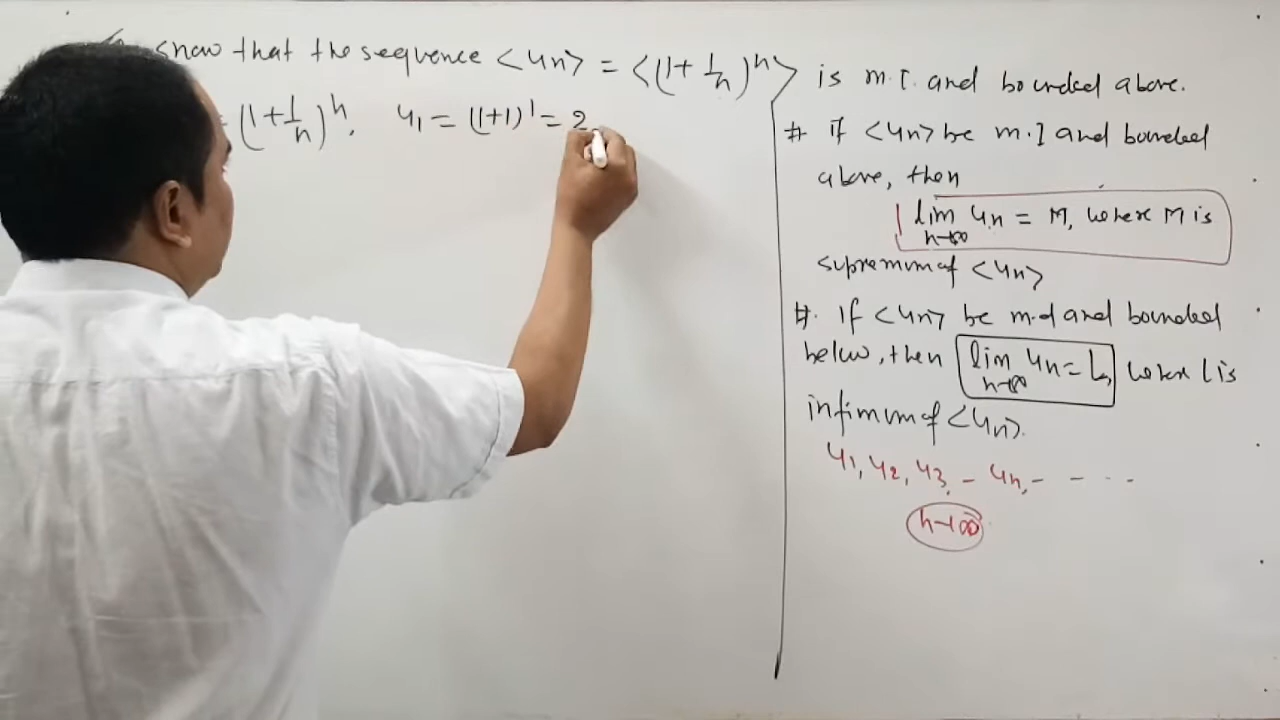 show that the sequence <un> = <(1+1/n)^n> is m.I. and bounded above.
= (1+1/n)^n, u1 = (1+1)^1 = 2
# if <un> be m.I and bounded
above, then
lim n→∞ un = M, where M is
supremum of <un>
#. If <un> be m.d and bounded
below, then lim n→∞ un = l, where l is
infimum of <un>.
u1, u2, u3, - un, - - - -
n→∞